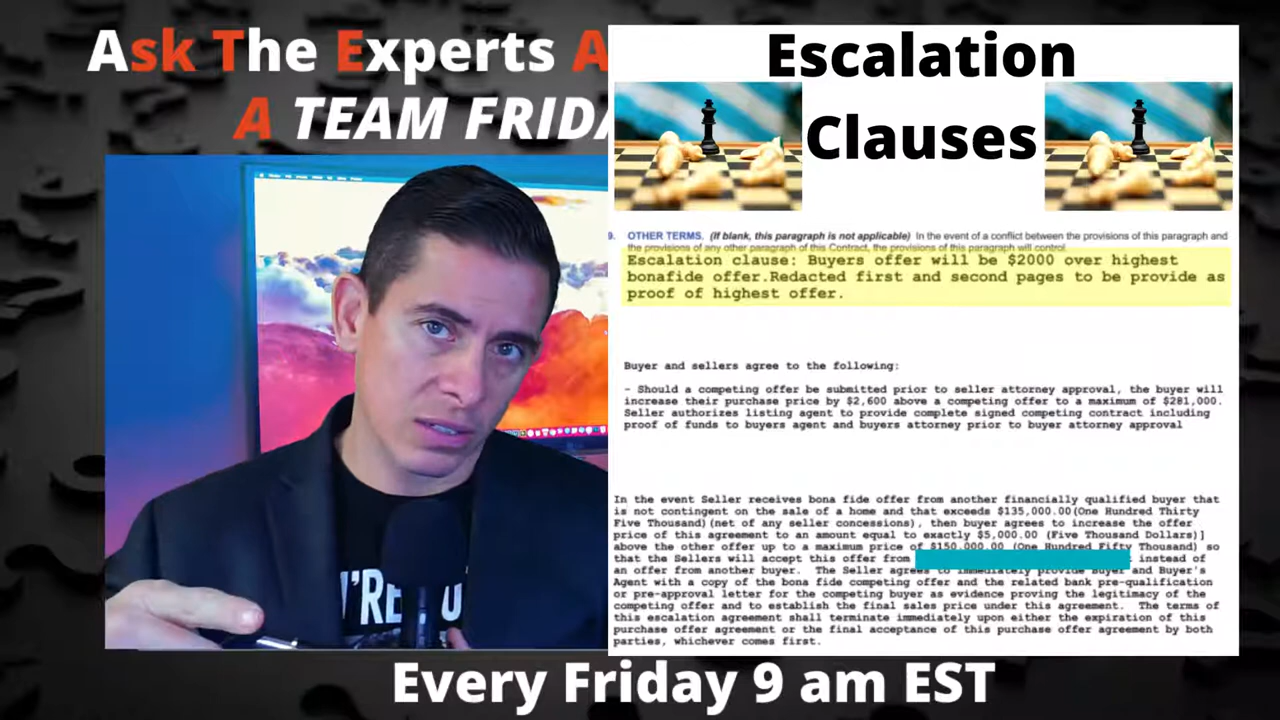 Ask The Experts A
A TEAM FRIDA
Escalation
Clauses
9. OTHER TERMS. (If blank, this paragraph is not applicable) In the event of a conflict between the provisions of this paragraph and
the provisions of any other paragraph of this Contract, the provisions of this paragraph will control.
Escalation clause: Buyers offer will be $2000 over highest
bonafide offer.Redacted first and second pages to be provide as
proof of highest offer.
Buyer and sellers agree to the following:
- Should a competing offer be submitted prior to seller attorney approval, the buyer will
increase their purchase price by $2,600 above a competing offer to a maximum of $281,000.
Seller authorizes listing agent to provide complete signed competing contract including
proof of funds to buyers agent and buyers attorney prior to buyer attorney approval
In the event Seller receives bona fide offer from another financially qualified buyer that
is not contingent on the sale of a home and that exceeds $135,000.00(One Hundred Thirty
Five Thousand)(net of any seller concessions), then buyer agrees to increase the offer
price of this agreement to an amount equal to exactly $5,000.00 (Five Thousand Dollars)]
above the other offer up to a maximum price of $150,000.00 (One Hundred Fifty Thousand) so
that the Sellers will accept this offer from instead of
an offer from another buyer. The Seller agrees to immediately provide Buyer and Buyer's
Agent with a copy of the bona fide competing offer and the related bank pre-qualification
or pre-approval letter for the competing buyer as evidence proving the legitimacy of the
competing offer and to establish the final sales price under this agreement. The terms of
this escalation agreement shall terminate immediately upon either the expiration of this
purchase offer agreement or the final acceptance of this purchase offer agreement by both
parties, whichever comes first.
Every Friday 9 am EST